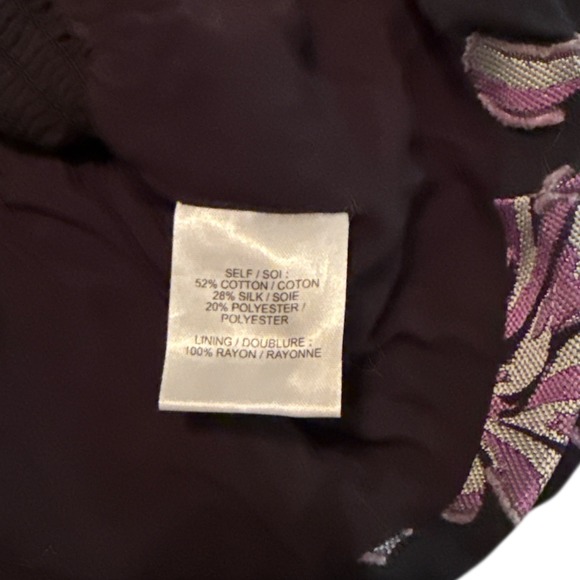 SELF / SOI :
52% COTTON / COTON
28% SILK / SOIE
20% POLYESTER /
POLYESTER
LINING / DOUBLURE :
100% RAYON / RAYONNE